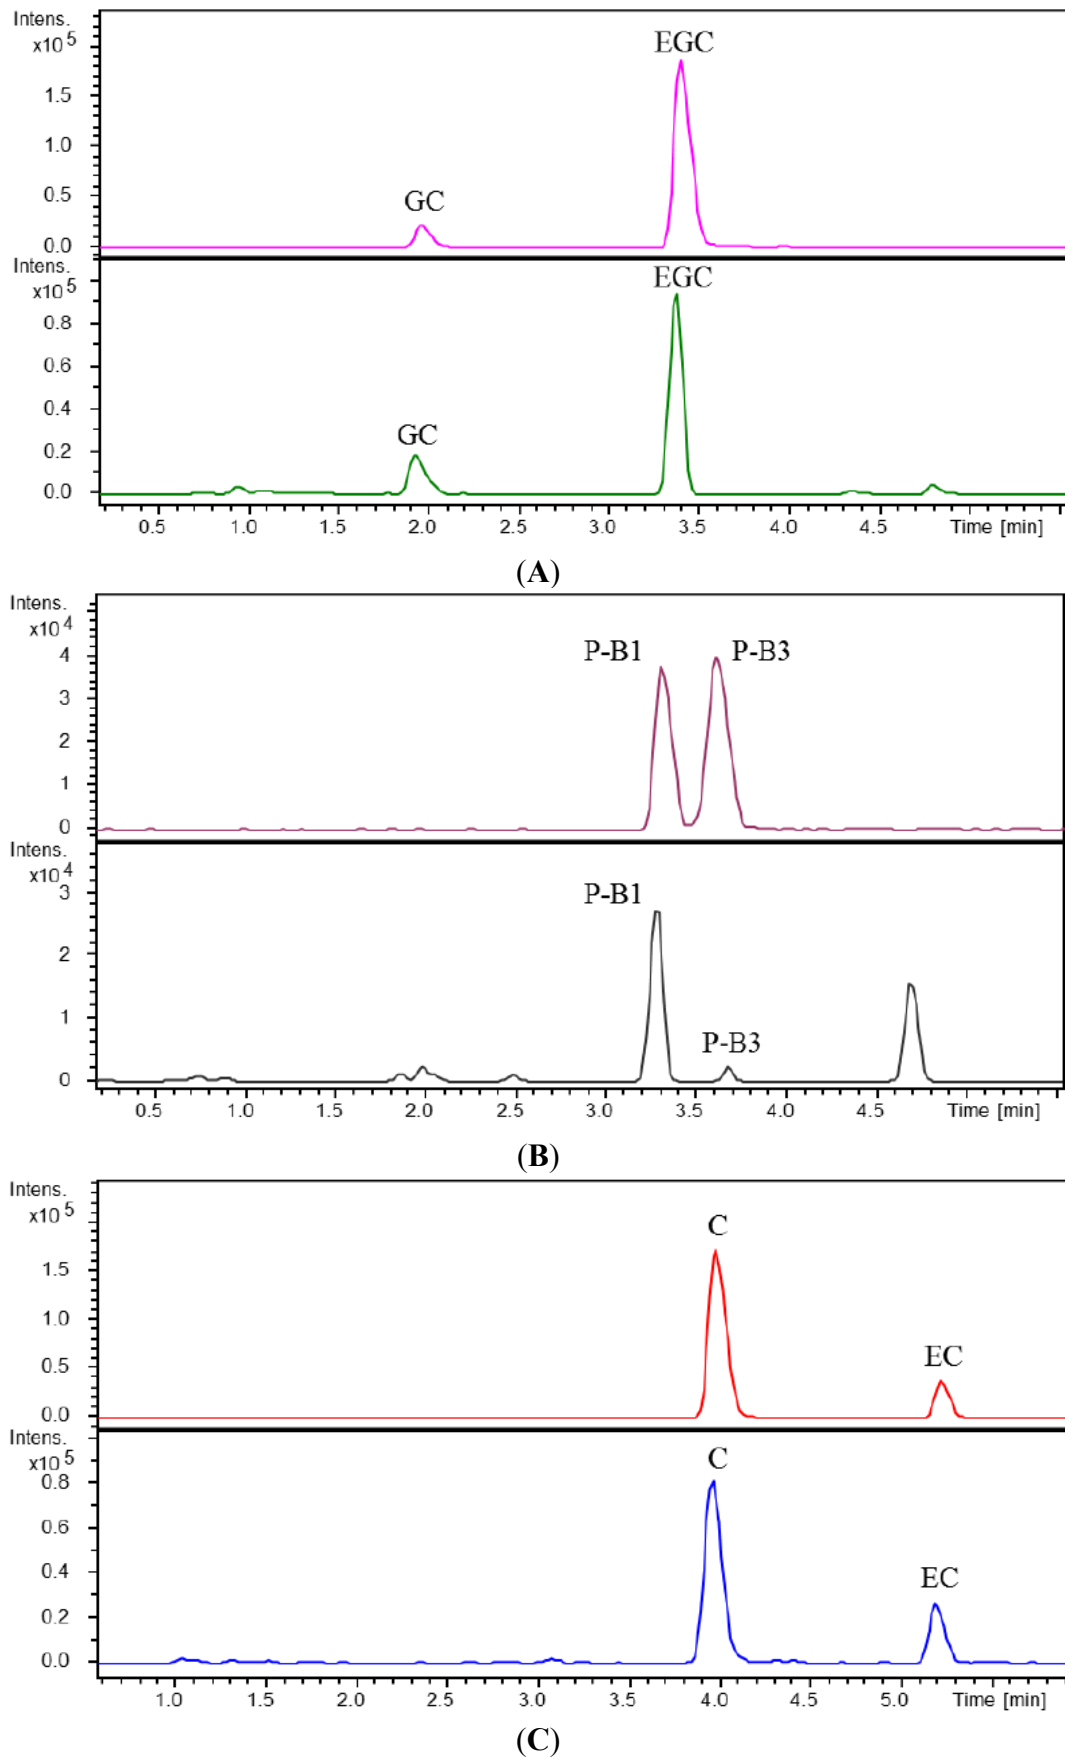 Intens.
x10 5
EGC
1.5
1.0
0.5
GC
0.0
Intens.
x10 5
EGC
0.8
0.6
0.4
GC
0.2
0.0
0.5 1.0 1.5 2.0 2.5 3.0 3.5 4.0 4.5 Time [min]
(A)
Intens.
x10 4
4
P-B1 P-B3
3
2
1
0
Intens.
x10 4
3
P-B1
2
1
P-B3
0
0.5 1.0 1.5 2.0 2.5 3.0 3.5 4.0 4.5 Time [min]
(B)
Intens.
x10 5
C
1.5
1.0
EC
0.5
0.0
Intens.
x10 5
C
0.8
0.6
0.4
EC
0.2
0.0
1.0 1.5 2.0 2.5 3.0 3.5 4.0 4.5 5.0 Time [min]
(C)